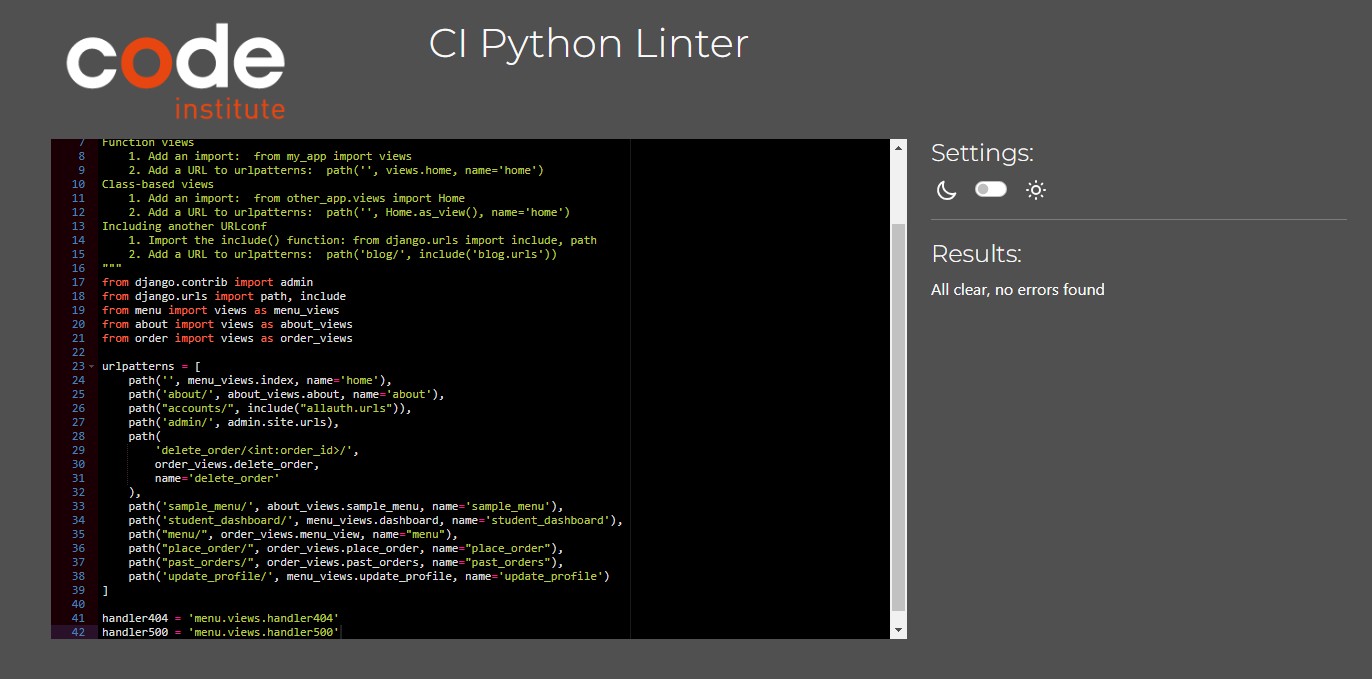 code
institute
CI Python Linter
7 Function views
8     1. Add an import:  from my_app import views
9     2. Add a URL to urlpatterns:  path('', views.home, name='home')
10 Class-based views
11     1. Add an import:  from other_app.views import Home
12     2. Add a URL to urlpatterns:  path('', Home.as_view(), name='home')
13 Including another URLconf
14     1. Import the include() function: from django.urls import include, path
15     2. Add a URL to urlpatterns:  path('blog/', include('blog.urls'))
16 """
17 from django.contrib import admin
18 from django.urls import path, include
19 from menu import views as menu_views
20 from about import views as about_views
21 from order import views as order_views
22
23 urlpatterns = [
24     path('', menu_views.index, name='home'),
25     path('about/', about_views.about, name='about'),
26     path("accounts/", include("allauth.urls")),
27     path('admin/', admin.site.urls),
28     path(
29         'delete_order/<int:order_id>/',
30         order_views.delete_order,
31         name='delete_order'
32     ),
33     path('sample_menu/', about_views.sample_menu, name='sample_menu'),
34     path('student_dashboard/', menu_views.dashboard, name='student_dashboard'),
35     path("menu/", order_views.menu_view, name="menu"),
36     path("place_order/", order_views.place_order, name="place_order"),
37     path("past_orders/", order_views.past_orders, name="past_orders"),
38     path('update_profile/', menu_views.update_profile, name='update_profile')
39 ]
40
41 handler404 = 'menu.views.handler404'
42 handler500 = 'menu.views.handler500'
Settings:
Results:
All clear, no errors found